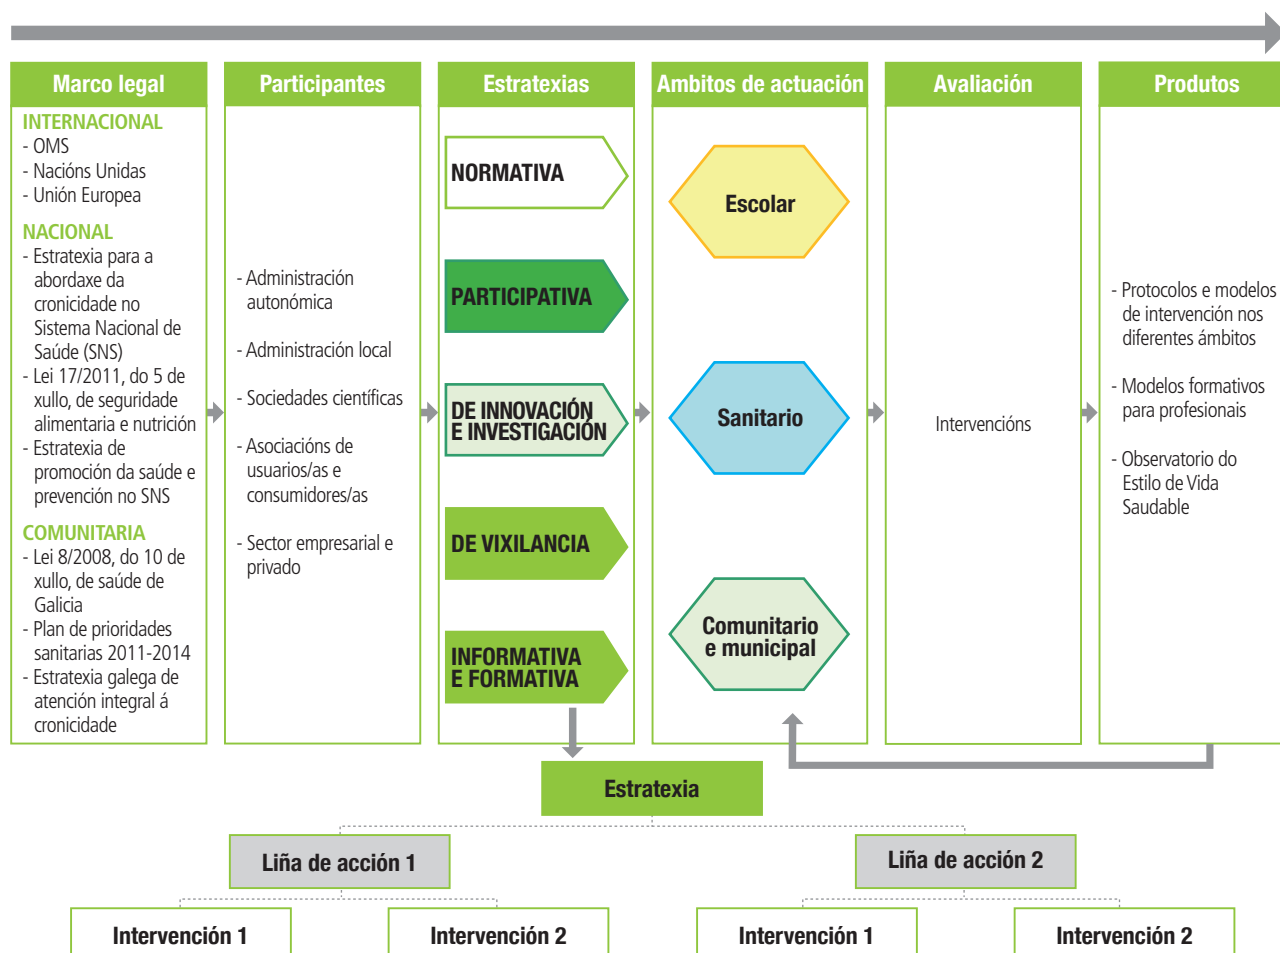 Marco legal
INTERNACIONAL
- OMS
- Nacións Unidas
- Unión Europea
NACIONAL
- Estratexia para a
abordaxe da
cronicidade no
Sistema Nacional de
Saúde (SNS)
- Lei 17/2011, do 5 de
xullo, de seguridade
alimentaria e nutrición
- Estratexia de
promoción da saúde e
prevención no SNS
COMUNITARIA
- Lei 8/2008, do 10 de
xullo, de saúde de
Galicia
- Plan de prioridades
sanitarias 2011-2014
- Estratexia galega de
atención integral á
cronicidade
Participantes
- Administración
autonómica
- Administración local
- Sociedades científicas
- Asociacións de
usuarios/as e
consumidores/as
- Sector empresarial e
privado
Estratexias
NORMATIVA
PARTICIPATIVA
DE INNOVACIÓN
E INVESTIGACIÓN
DE VIXILANCIA
INFORMATIVA
E FORMATIVA
Ambitos de actuación
Escolar
Sanitario
Comunitario
e municipal
Avaliación
Intervencións
Produtos
- Protocolos e modelos
de intervención nos
diferentes ámbitos
- Modelos formativos
para profesionais
- Observatorio do
Estilo de Vida
Saudable
Estratexia
Liña de acción 1
Liña de acción 2
Intervención 1
Intervención 2
Intervención 1
Intervención 2